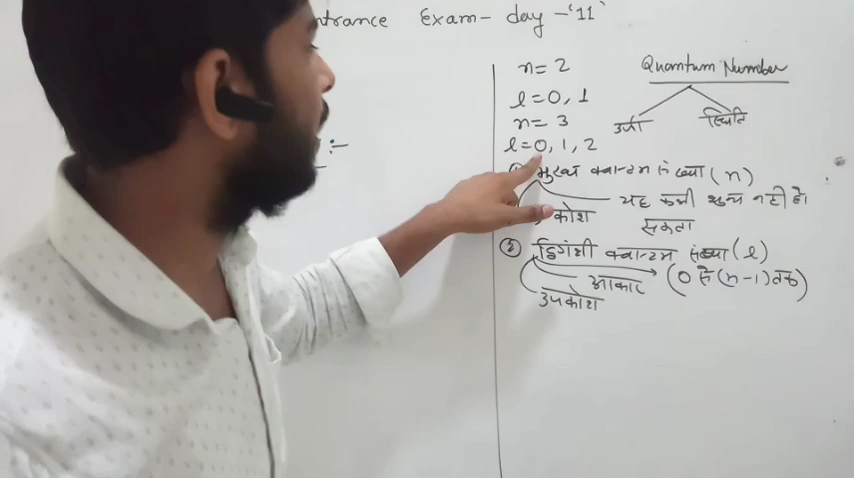 ntrance Exam- day -'11'
n=2
l=0, 1
n= 3
l=0, 1, 2
Quantum Number
उर्जा स्थिति
मुख्य क्वान्टम संख्या (n)
कोश यह कभी शून्य नही हो
सकता
② द्विगंशी क्वान्टम संख्या (l)
आकार (0 से (n-1) तक)
उपकोश